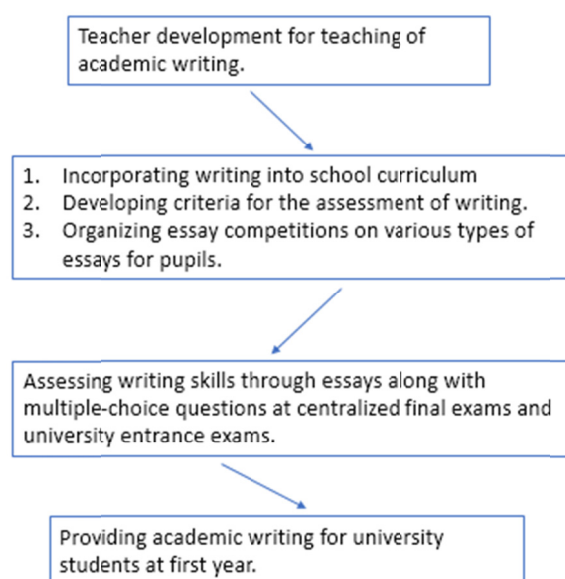 Teacher development for teaching of
academic writing.
1. Incorporating writing into school curriculum
2. Developing criteria for the assessment of writing.
3. Organizing essay competitions on various types of
essays for pupils.
Assessing writing skills through essays along with
multiple-choice questions at centralized final exams and
university entrance exams.
Providing academic writing for university
students at first year.